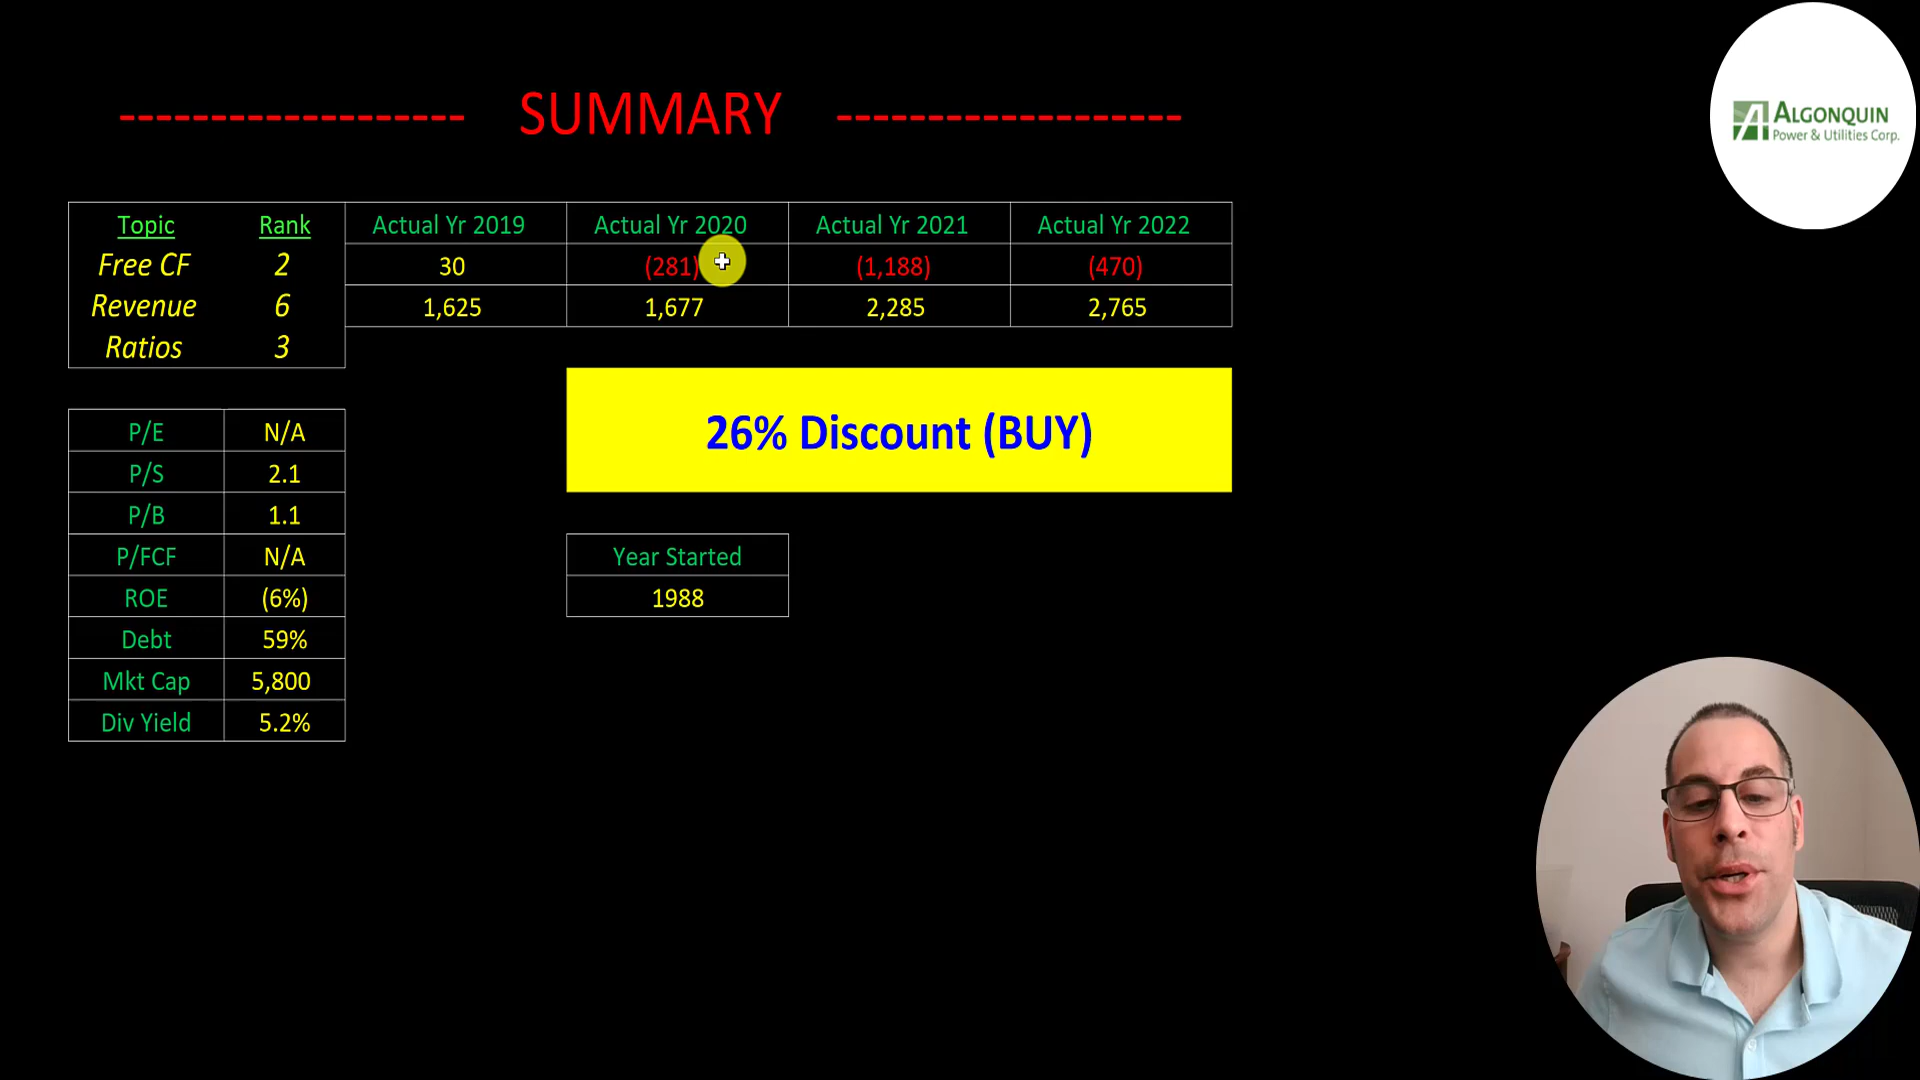 ------------------- SUMMARY -------------------
ALGONQUIN
Power & Utilities Corp.
Topic Rank Actual Yr 2019 Actual Yr 2020 Actual Yr 2021 Actual Yr 2022
Free CF 2 30 (281) (1,188) (470)
Revenue 6 1,625 1,677 2,285 2,765
Ratios 3
26% Discount (BUY)
P/E N/A
P/S 2.1
P/B 1.1
P/FCF N/A
ROE (6%)
Debt 59%
Mkt Cap 5,800
Div Yield 5.2%
Year Started
1988